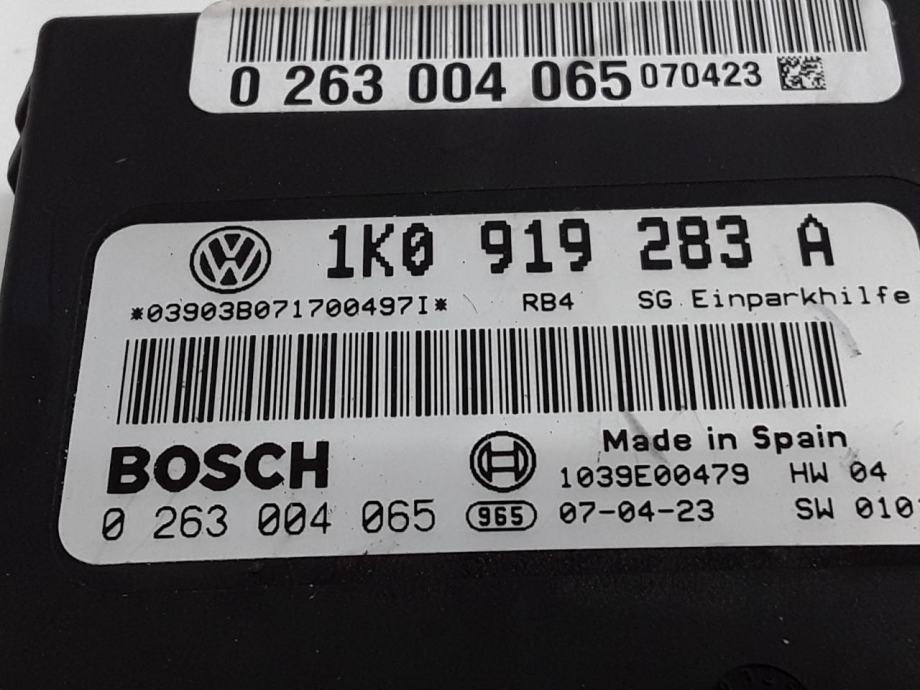 0 263 004 065 070423
1K0 919 283 A
*03903B071700497I* RB4 SG Einparkhilfe
BOSCH Made in Spain
1039E00479 HW 04
0 263 004 065 965 07-04-23 SW 010